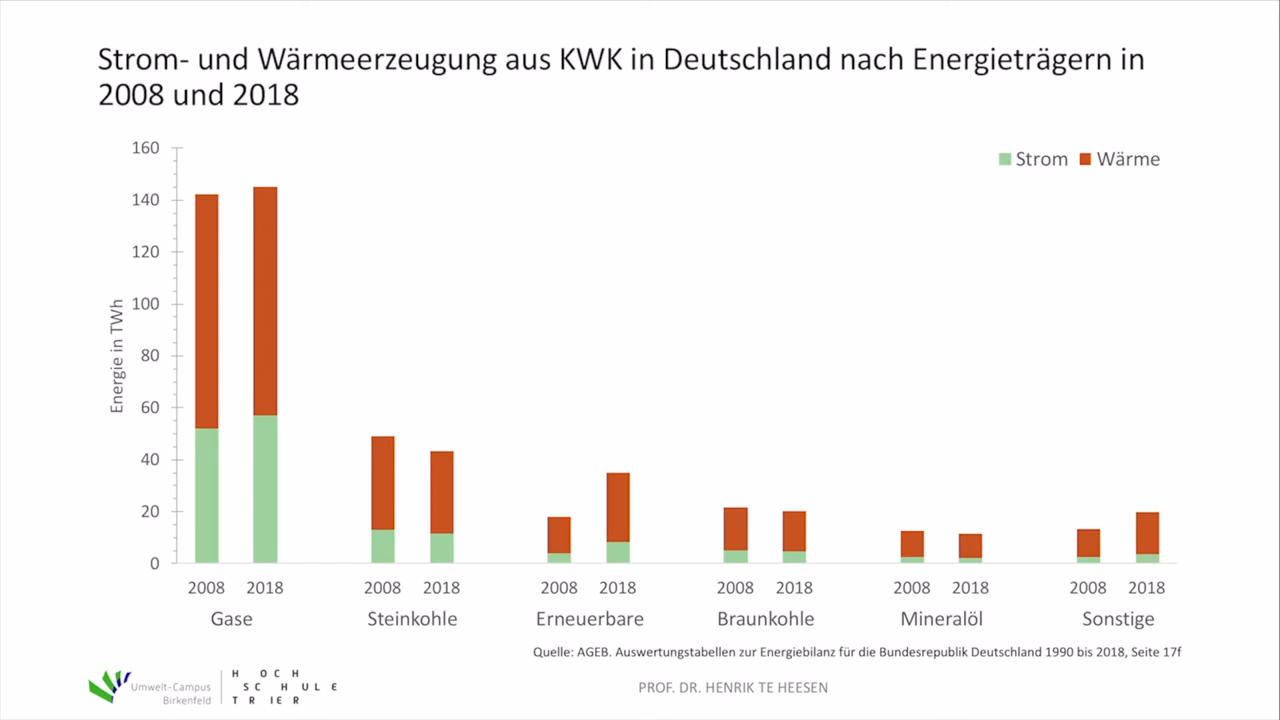 Strom- und Wärmeerzeugung aus KWK in Deutschland nach Energieträgern in
2008 und 2018
Strom Wärme
Energie in TWh
160
140
120
100
80
60
40
20
0
2008 2018 2008 2018 2008 2018 2008 2018 2008 2018 2008 2018
Gase Steinkohle Erneuerbare Braunkohle Mineralöl Sonstige
Quelle: AGEB. Auswertungstabellen zur Energiebilanz für die Bundesrepublik Deutschland 1990 bis 2018, Seite 17f
Umwelt-Campus
Birkenfeld
HOCH
SCHULE
TRIER
PROF. DR. HENRIK TE HEESEN